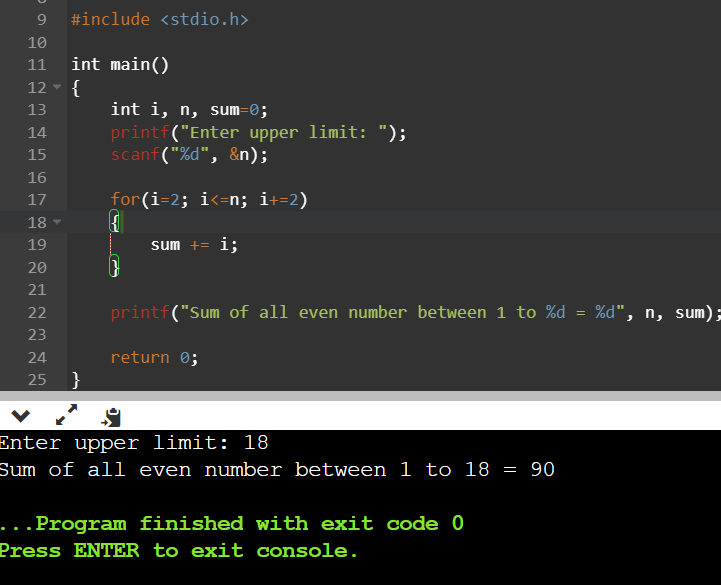 9 #include <stdio.h>
10
11 int main()
12 {
13 int i, n, sum=0;
14 printf("Enter upper limit: ");
15 scanf("%d", &n);
16
17 for(i=2; i<=n; i+=2)
18 {
19 sum += i;
20 }
21
22 printf("Sum of all even number between 1 to %d = %d", n, sum);
23
24 return 0;
25 }
Enter upper limit: 18
Sum of all even number between 1 to 18 = 90
...Program finished with exit code 0
Press ENTER to exit console.